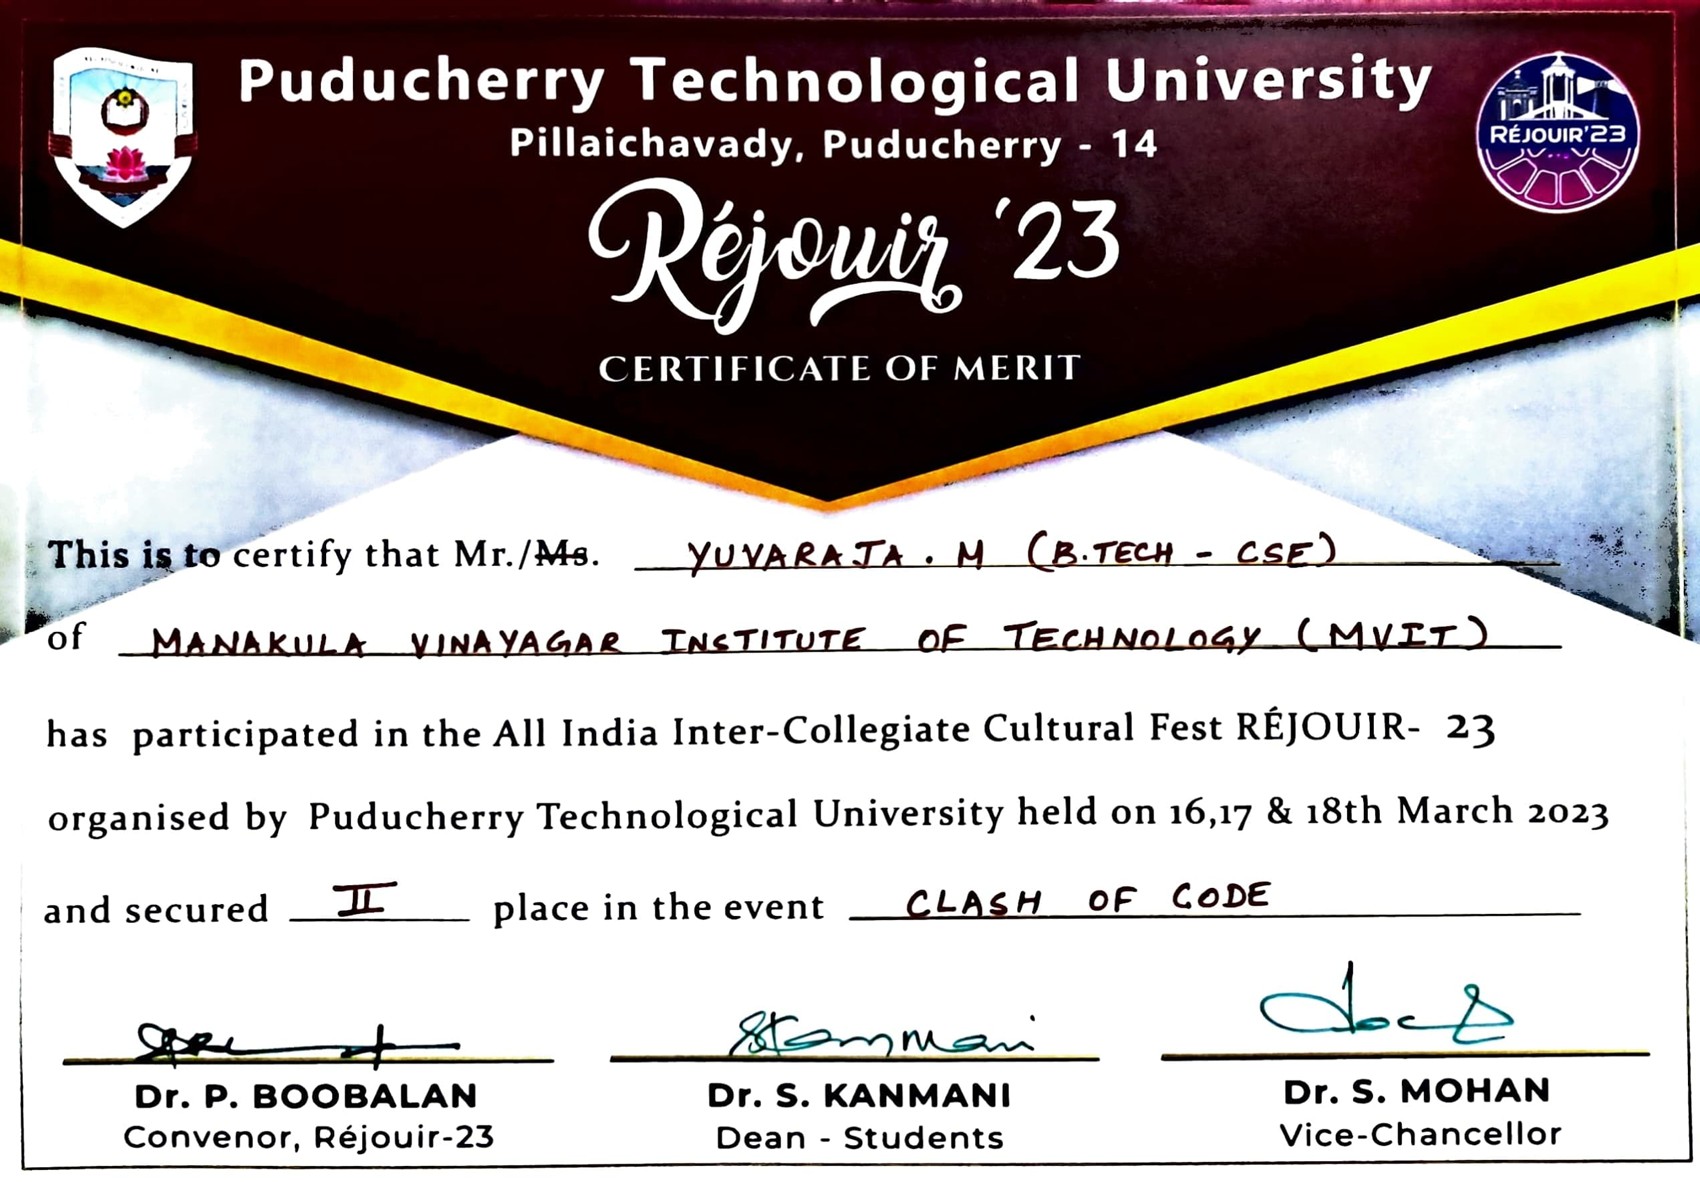 Puducherry Technological University
Pillaichavady, Puducherry - 14
RÉJOUIR'23
Réjouir '23
CERTIFICATE OF MERIT
This is to certify that Mr./Ms. YUVARAJA . M (B.TECH - CSE)
of MANAKULA VINAYAGAR INSTITUTE OF TECHNOLOGY (MVIT)
has participated in the All India Inter-Collegiate Cultural Fest RÉJOUIR- 23
organised by Puducherry Technological University held on 16,17 & 18th March 2023
and secured II place in the event CLASH OF CODE
Dr. P. BOOBALAN
Convenor, Réjouir-23
Dr. S. KANMANI
Dean - Students
Dr. S. MOHAN
Vice-Chancellor